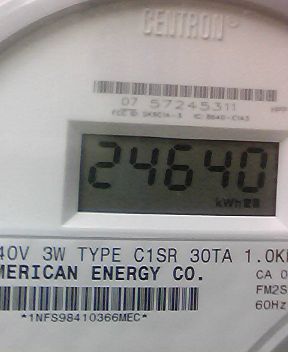 CENTRON
07 57245311
24640
kWh
40V 3W TYPE C1SR 30TA 1.0K
MERICAN ENERGY CO.
CA 0
FM2S
60Hz
*1NFS98410366MEC*